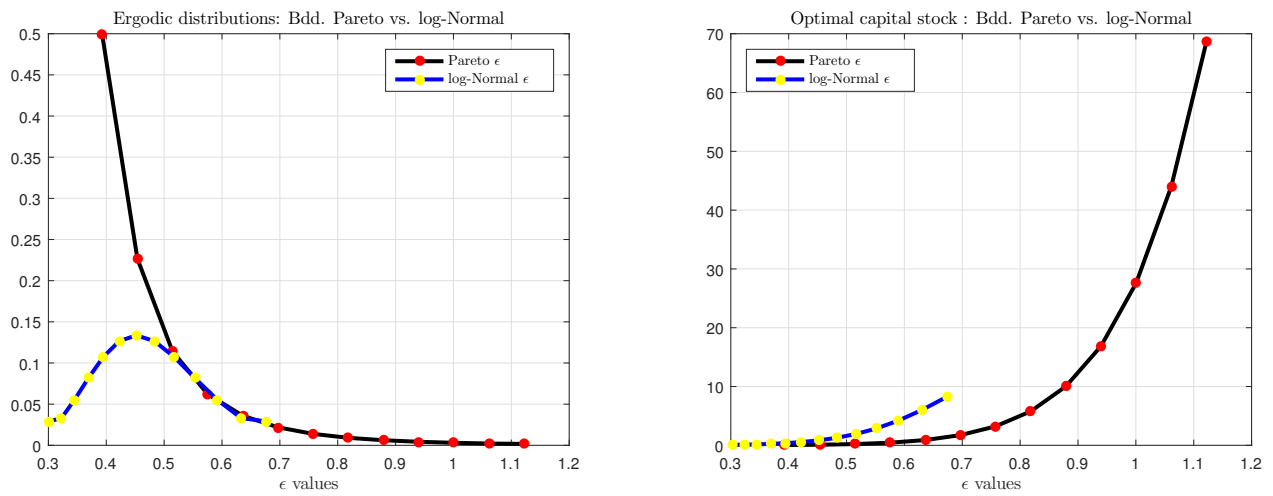 Ergodic distributions: Bdd. Pareto vs. log-Normal
0.5
0.45
0.4
0.35
0.3
0.25
0.2
0.15
0.1
0.05
0
Pareto ϵ
log-Normal ϵ
0.3 0.4 0.5 0.6 0.7 0.8 0.9 1 1.1 1.2
ϵ values
Optimal capital stock : Bdd. Pareto vs. log-Normal
70
60
50
40
30
20
10
0
Pareto ϵ
log-Normal ϵ
0.3 0.4 0.5 0.6 0.7 0.8 0.9 1 1.1 1.2
ϵ values